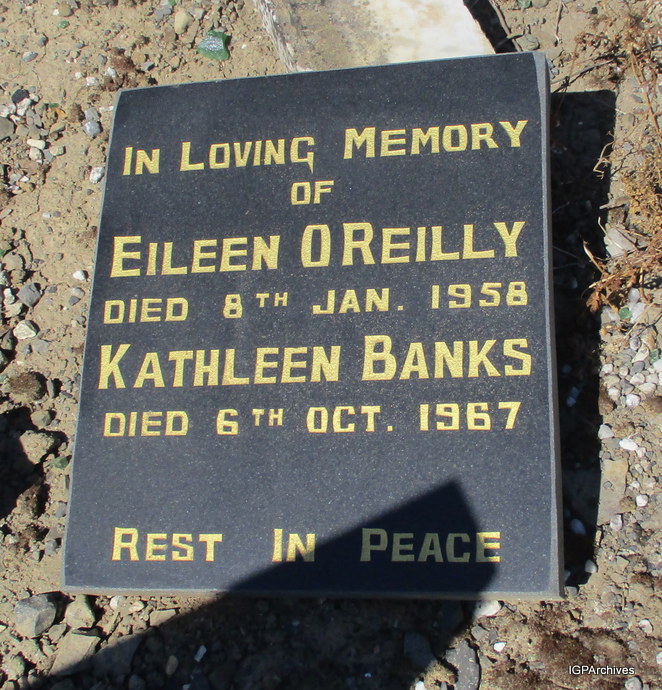 IN LOVING MEMORY
OF
EILEEN O'REILLY
DIED 8TH JAN. 1958
KATHLEEN BANKS
DIED 6TH OCT. 1967
REST IN PEACE
IGPArchives